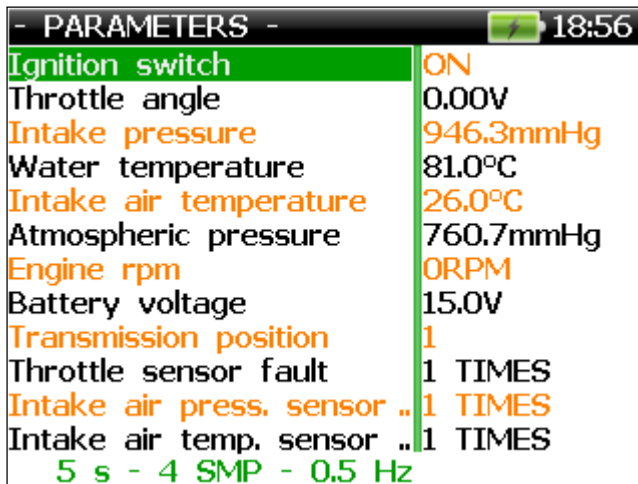 - PARAMETERS - 18:56
Ignition switch ON
Throttle angle 0.00V
Intake pressure 946.3mmHg
Water temperature 81.0ºC
Intake air temperature 26.0ºC
Atmospheric pressure 760.7mmHg
Engine rpm 0RPM
Battery voltage 15.0V
Transmission position 1
Throttle sensor fault 1 TIMES
Intake air press. sensor .. 1 TIMES
Intake air temp. sensor .. 1 TIMES
5 s - 4 SMP - 0.5 Hz